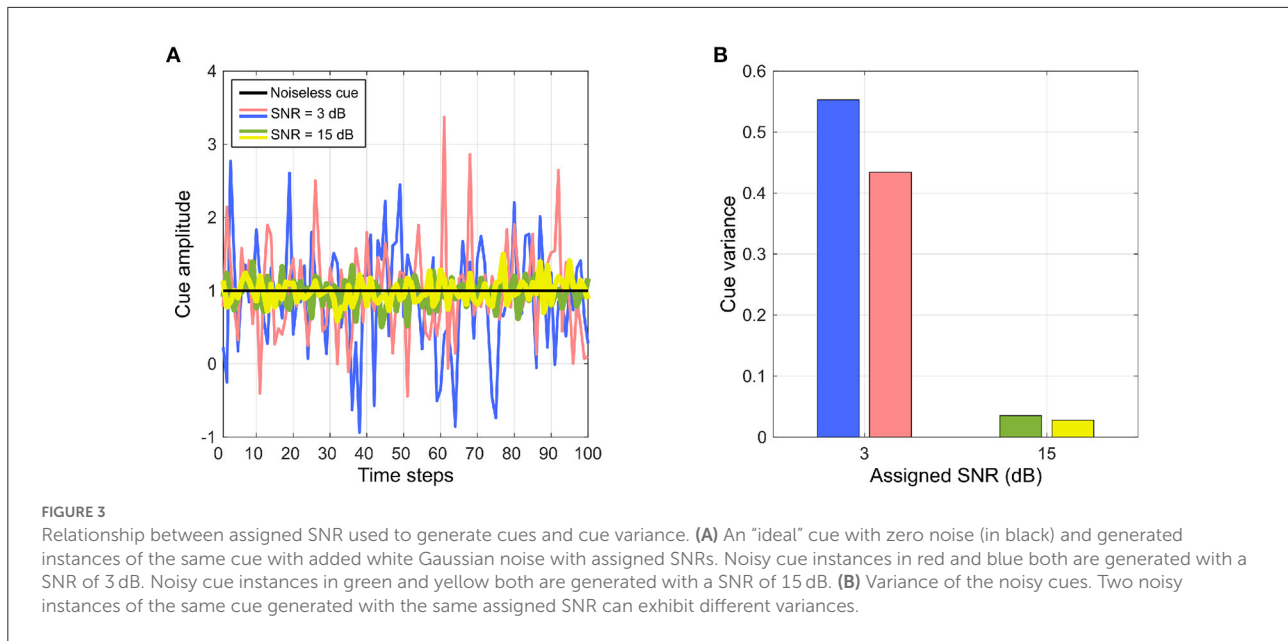 A
4
3
2
1
0
-1
Cue amplitude
Noiseless cue
SNR = 3 dB
SNR = 15 dB
0 10 20 30 40 50 60 70 80 90 100
Time steps
B
0.6
0.5
0.4
0.3
0.2
0.1
0
Cue variance
3 15
Assigned SNR (dB)
FIGURE 3
Relationship between assigned SNR used to generate cues and cue variance. (A) An “ideal” cue with zero noise (in black) and generated
instances of the same cue with added white Gaussian noise with assigned SNRs. Noisy cue instances in red and blue both are generated with a
SNR of 3 dB. Noisy cue instances in green and yellow both are generated with a SNR of 15 dB. (B) Variance of the noisy cues. Two noisy
instances of the same cue generated with the same assigned SNR can exhibit different variances.